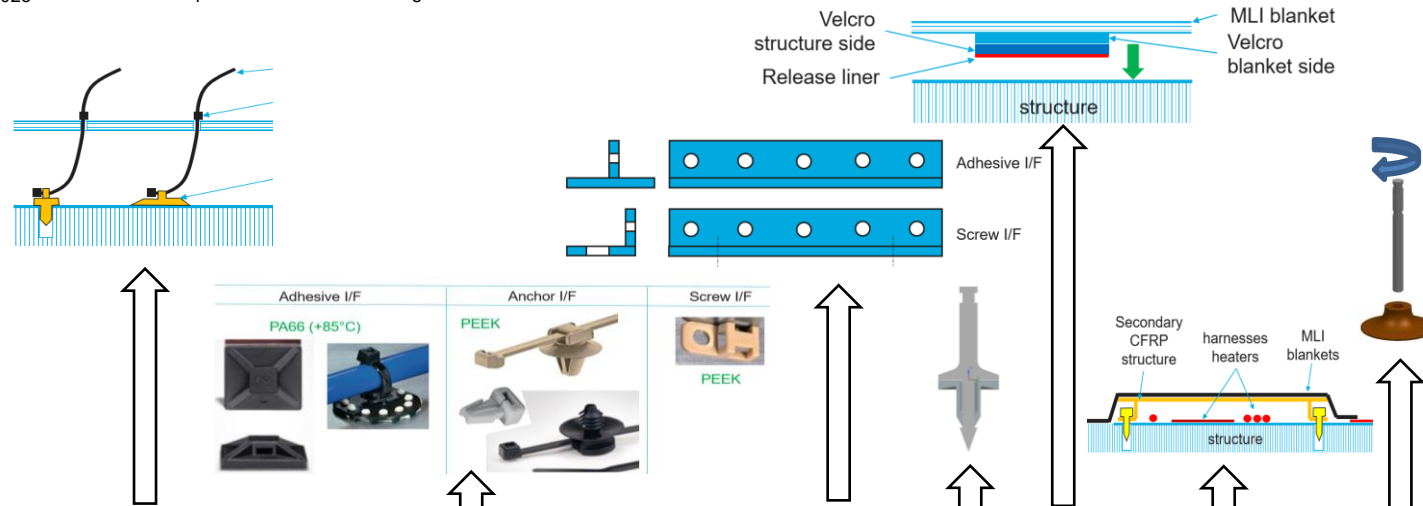 Velcro
structure side
Release liner
MLI blanket
Velcro
blanket side
structure
Adhesive I/F
Screw I/F
Adhesive I/F
Anchor I/F
Screw I/F
PA66 (+85°C)
PEEK
PEEK
Secondary
CFRP
structure
harnesses
heaters
MLI
blankets
structure